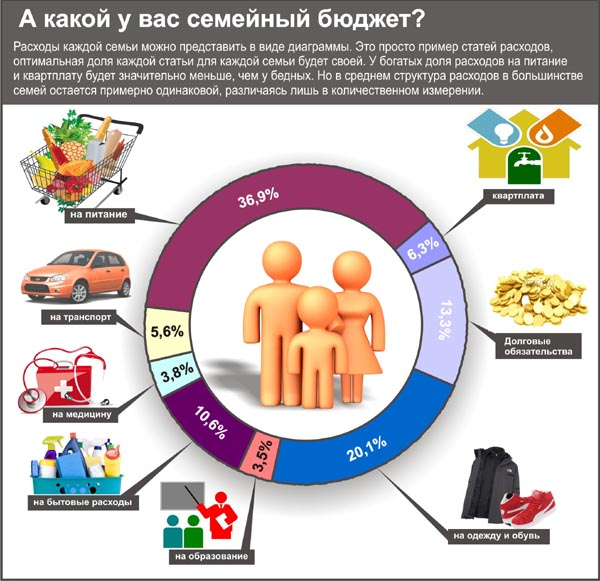 А какой у вас семейный бюджет?
Расходы каждой семьи можно представить в виде диаграммы. Это просто пример статей расходов,
оптимальная доля каждой статьи для каждой семьи будет своей. У богатых доля расходов на питание
и квартплату будет значительно меньше, чем у бедных. Но в среднем структура расходов в большинстве
семей остается примерно одинаковой, различаясь лишь в количественном измерении.
36,9%
на питание
квартплата
6,3%
на транспорт
13,3%
5,6%
Долговые
обязательства
3,8%
на медицину
10,6%
20,1%
3,5%
на бытовые расходы
на одежду и обувь
на образование